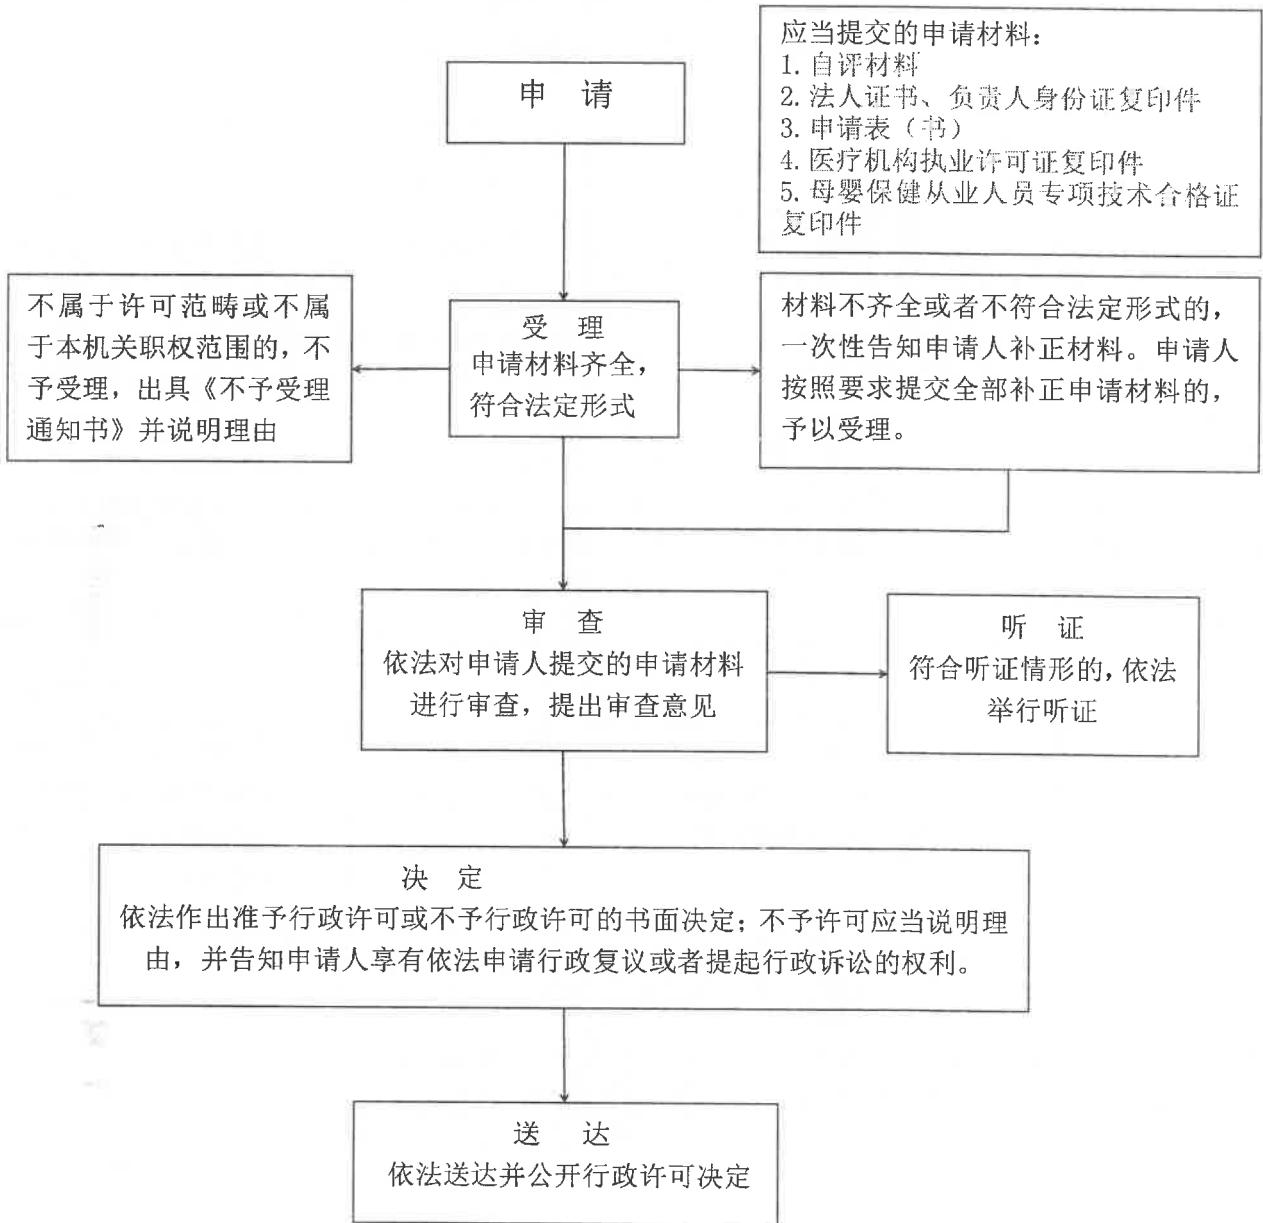 申 请
应当提交的申请材料：
1. 自评材料
2. 法人证书、负责人身份证复印件
3. 申请表（书）
4. 医疗机构执业许可证复印件
5. 母婴保健从业人员专项技术合格证
复印件
不属于许可范畴或不属
于本机关职权范围的，不
予受理，出具《不予受理
通知书》并说明理由
受 理
申请材料齐全，
符合法定形式
材料不齐全或者不符合法定形式的，
一次性告知申请人补正材料。申请人
按照要求提交全部补正申请材料的，
予以受理。
审 查
依法对申请人提交的申请材料
进行审查，提出审查意见
听 证
符合听证情形的，依法
举行听证
决 定
依法作出准予行政许可或不予行政许可的书面决定；不予许可应当说明理
由，并告知申请人享有依法申请行政复议或者提起行政诉讼的权利。
送 达
依法送达并公开行政许可决定